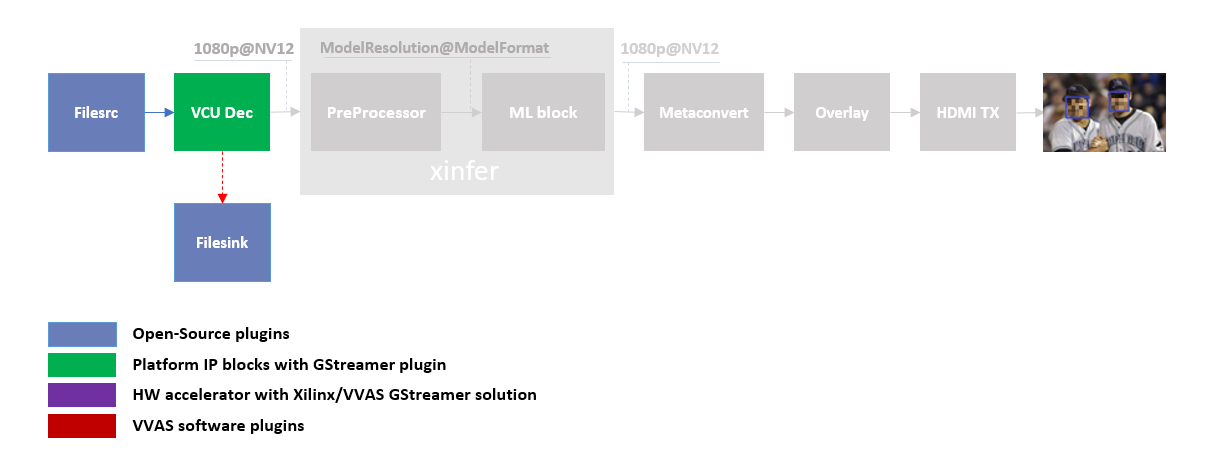 1080p@NV12
ModelResolution@ModelFormat
1080p@NV12
Filesrc
VCU Dec
PreProcessor
ML block
Metaconvert
Overlay
HDMI TX
xinfer
Filesink
Open-Source plugins
Platform IP blocks with GStreamer plugin
HW accelerator with Xilinx/VVAS GStreamer solution
VVAS software plugins